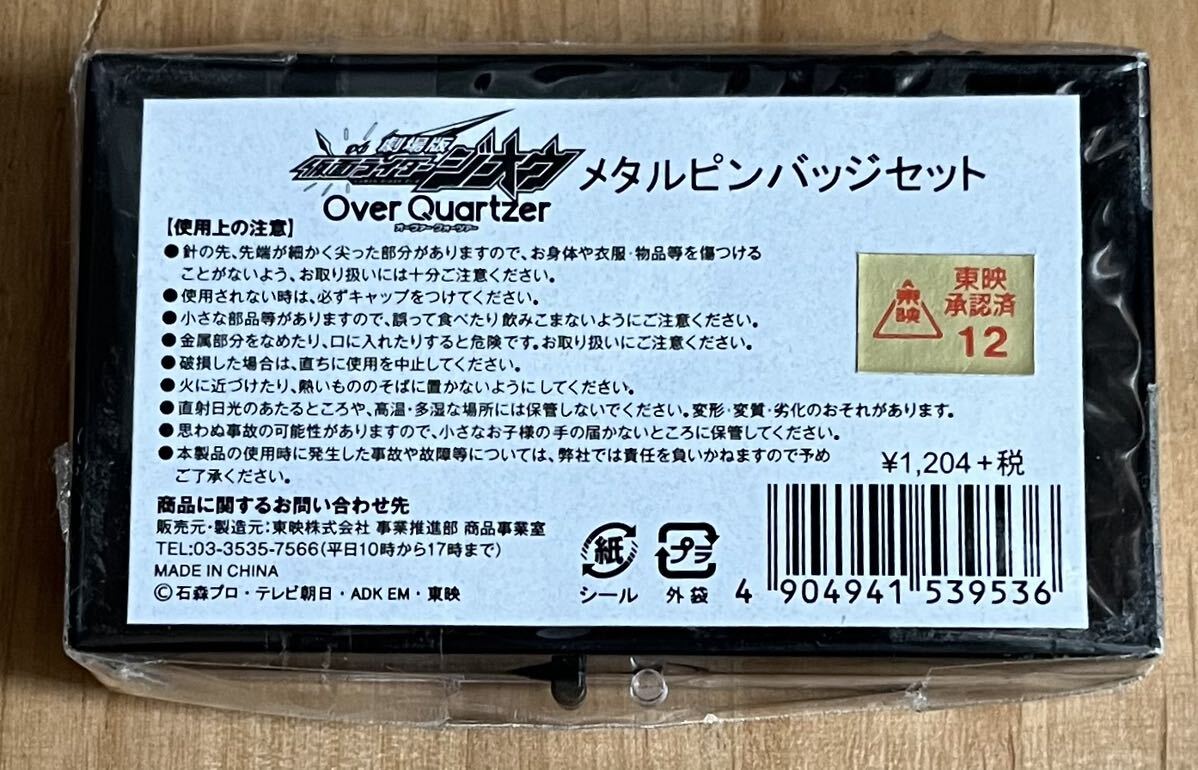 劇場版
仮面ライダージオウ
Over Quartzer
オーヴァー・クォーツァー
メタルピンバッジセット
【使用上の注意】
●針の先、先端が細かく尖った部分がありますので、お身体や衣服・物品等を傷つける
ことがないよう、お取り扱いには十分ご注意ください。
●使用されない時は、必ずキャップをつけてください。
●小さな部品等がありますので、誤って食べたり飲みこまないようにご注意ください。
●金属部分をなめたり、口に入れたりすると危険です。お取り扱いにご注意ください。
●破損した場合は、直ちに使用を中止してください。
●火に近づけたり、熱いもののそばに置かないようにしてください。
●直射日光のあたるところや、高温・多湿な場所には保管しないでください。変形・変質・劣化のおそれがあります。
●思わぬ事故の可能性がありますので、小さなお子様の手の届かないところに保管してください。
●本製品の使用時に発生した事故や故障等については、弊社では責任を負いかねますので予め
ご了承ください。
東映
東映
承認済
12
¥1,204+税
商品に関するお問い合わせ先
販売元・製造元:東映株式会社 事業推進部 商品事業室
TEL:03-3535-7566(平日10時から17時まで)
MADE IN CHINA
©石森プロ・テレビ朝日・ADK EM・東映
紙
シール
プラ
外袋
4 904941 539536